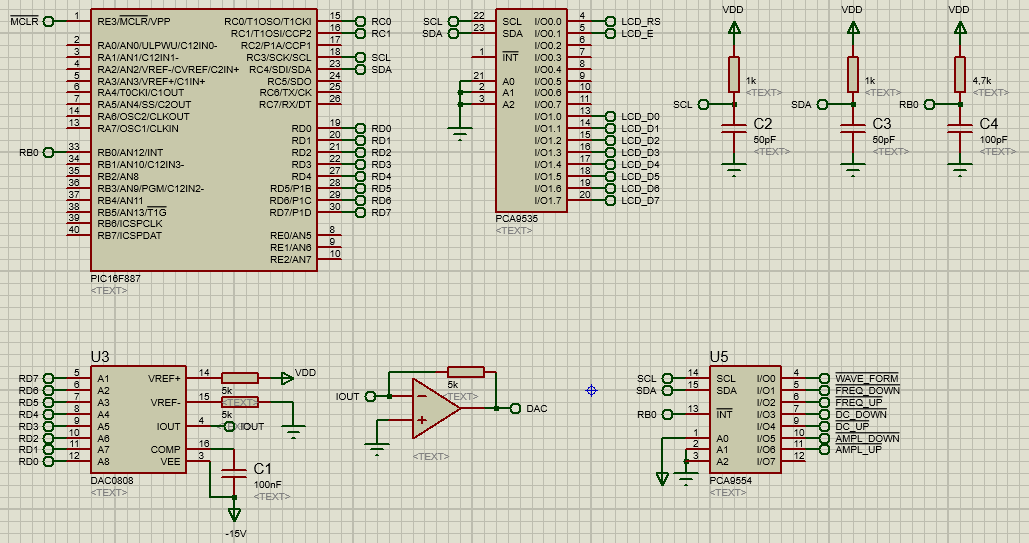 MCLR 1 RE3/MCLR/VPP RC0/T1OSO/T1CKI 15 RC0
RC1/T1OSI/CCP2 16 RC1
2 RA0/AN0/ULPWU/C12IN0- RC2/P1A/CCP1 17
3 RA1/AN1/C12IN1- RC3/SCK/SCL 18 SCL
4 RA2/AN2/VREF-/CVREF/C2IN+ RC4/SDI/SDA 23 SDA
5 RA3/AN3/VREF+/C1IN+ RC5/SDO 24
6 RA4/T0CKI/C1OUT RC6/TX/CK 25
7 RA5/AN4/SS/C2OUT RC7/RX/DT 26
14 RA6/OSC2/CLKOUT
13 RA7/OSC1/CLKIN RD0 19 RD0
RD1 20 RD1
RB0 33 RB0/AN12/INT RD2 21 RD2
34 RB1/AN10/C12IN3- RD3 22 RD3
35 RB2/AN8 RD4 27 RD4
36 RB3/AN9/PGM/C12IN2- RD5/P1B 28 RD5
37 RB4/AN11 RD6/P1C 29 RD6
38 RB5/AN13/T1G RD7/P1D 30 RD7
39 RB6/ICSPCLK
40 RB7/ICSPDAT RE0/AN5 8
RE1/AN6 9
RE2/AN7 10
PIC16F887
<TEXT>
SCL 22 SCL I/O0.0 4 LCD_RS
SDA 23 SDA I/O0.1 5 LCD_E
I/O0.2 6
1 INT I/O0.3 7
I/O0.4 8
21 A0 I/O0.5 9
2 A1 I/O0.6 10
3 A2 I/O0.7 11
I/O1.0 13 LCD_D0
I/O1.1 14 LCD_D1
I/O1.2 15 LCD_D2
I/O1.3 16 LCD_D3
I/O1.4 17 LCD_D4
I/O1.5 18 LCD_D5
I/O1.6 19 LCD_D6
I/O1.7 20 LCD_D7
PCA9535
<TEXT>
VDD VDD VDD
1k 1k 4.7k
<TEXT> <TEXT> <TEXT>
SCL SDA RB0
C2 C3 C4
50pF 50pF 100pF
<TEXT> <TEXT> <TEXT>
U3
RD7 5 A1 VREF+ 14 VDD
RD6 6 A2 5k
RD5 7 A3 VREF- 15 <TEXT>
RD4 8 A4 5k
RD3 9 A5 IOUT 4 <TEXT> IOUT
RD2 10 A6
RD1 11 A7 COMP 16
RD0 12 A8 VEE 3
DAC0808
<TEXT>
C1
100nF
<TEXT>
-15V
5k
IOUT <TEXT>
DAC
<TEXT>
U5
SCL 14 SCL I/O0 4 WAVE_FORM
SDA 15 SDA I/O1 5 FREQ_DOWN
I/O2 6 FREQ_UP
RB0 13 INT I/O3 7 DC_DOWN
I/O4 9 DC_UP
1 A0 I/O5 10 AMPL_DOWN
2 A1 I/O6 11 AMPL_UP
3 A2 I/O7 12
PCA9554
<TEXT>